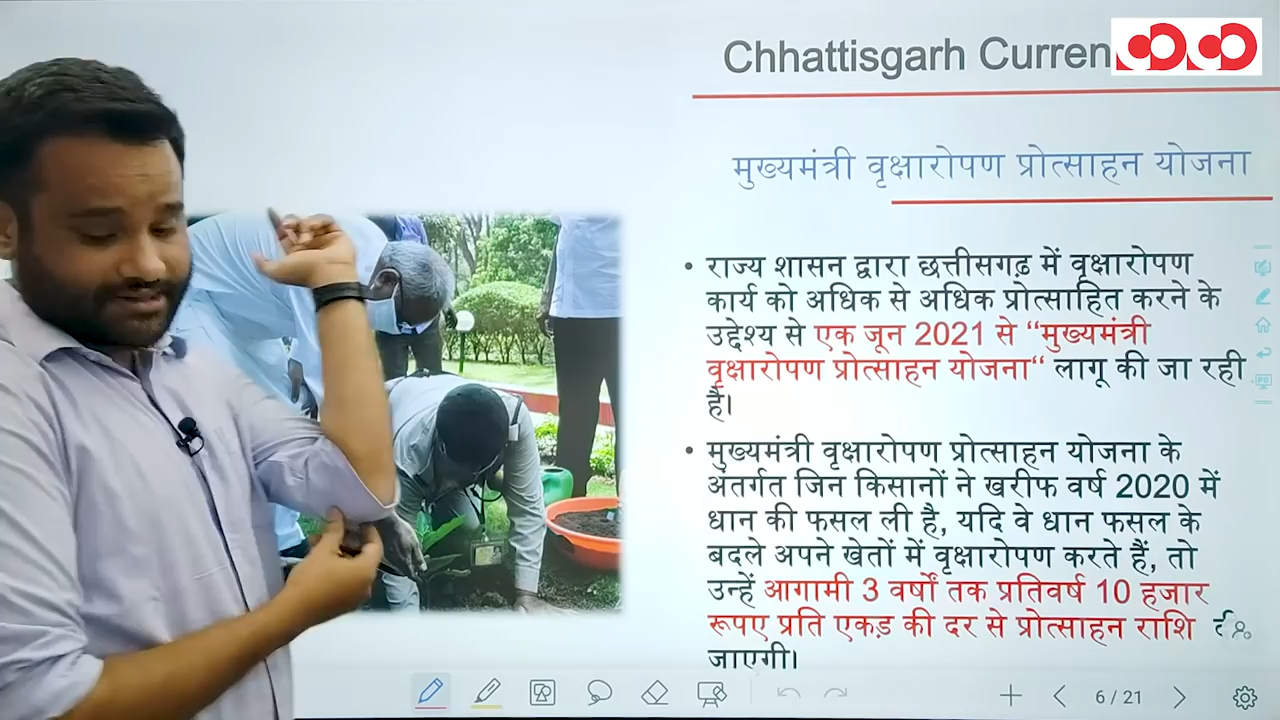 Chhattisgarh Curren
मुख्यमंत्री वृक्षारोपण प्रोत्साहन योजना
• राज्य शासन द्वारा छत्तीसगढ़ में वृक्षारोपण
कार्य को अधिक से अधिक प्रोत्साहित करने के
उद्देश्य से एक जून 2021 से “मुख्यमंत्री
वृक्षारोपण प्रोत्साहन योजना“ लागू की जा रही
है।
• मुख्यमंत्री वृक्षारोपण प्रोत्साहन योजना के
अंतर्गत जिन किसानों ने खरीफ वर्ष 2020 में
धान की फसल ली है, यदि वे धान फसल के
बदले अपने खेतों में वृक्षारोपण करते हैं, तो
उन्हें आगामी 3 वर्षों तक प्रतिवर्ष 10 हजार
रूपए प्रति एकड़ की दर से प्रोत्साहन राशि
जाएगी।
6 / 21